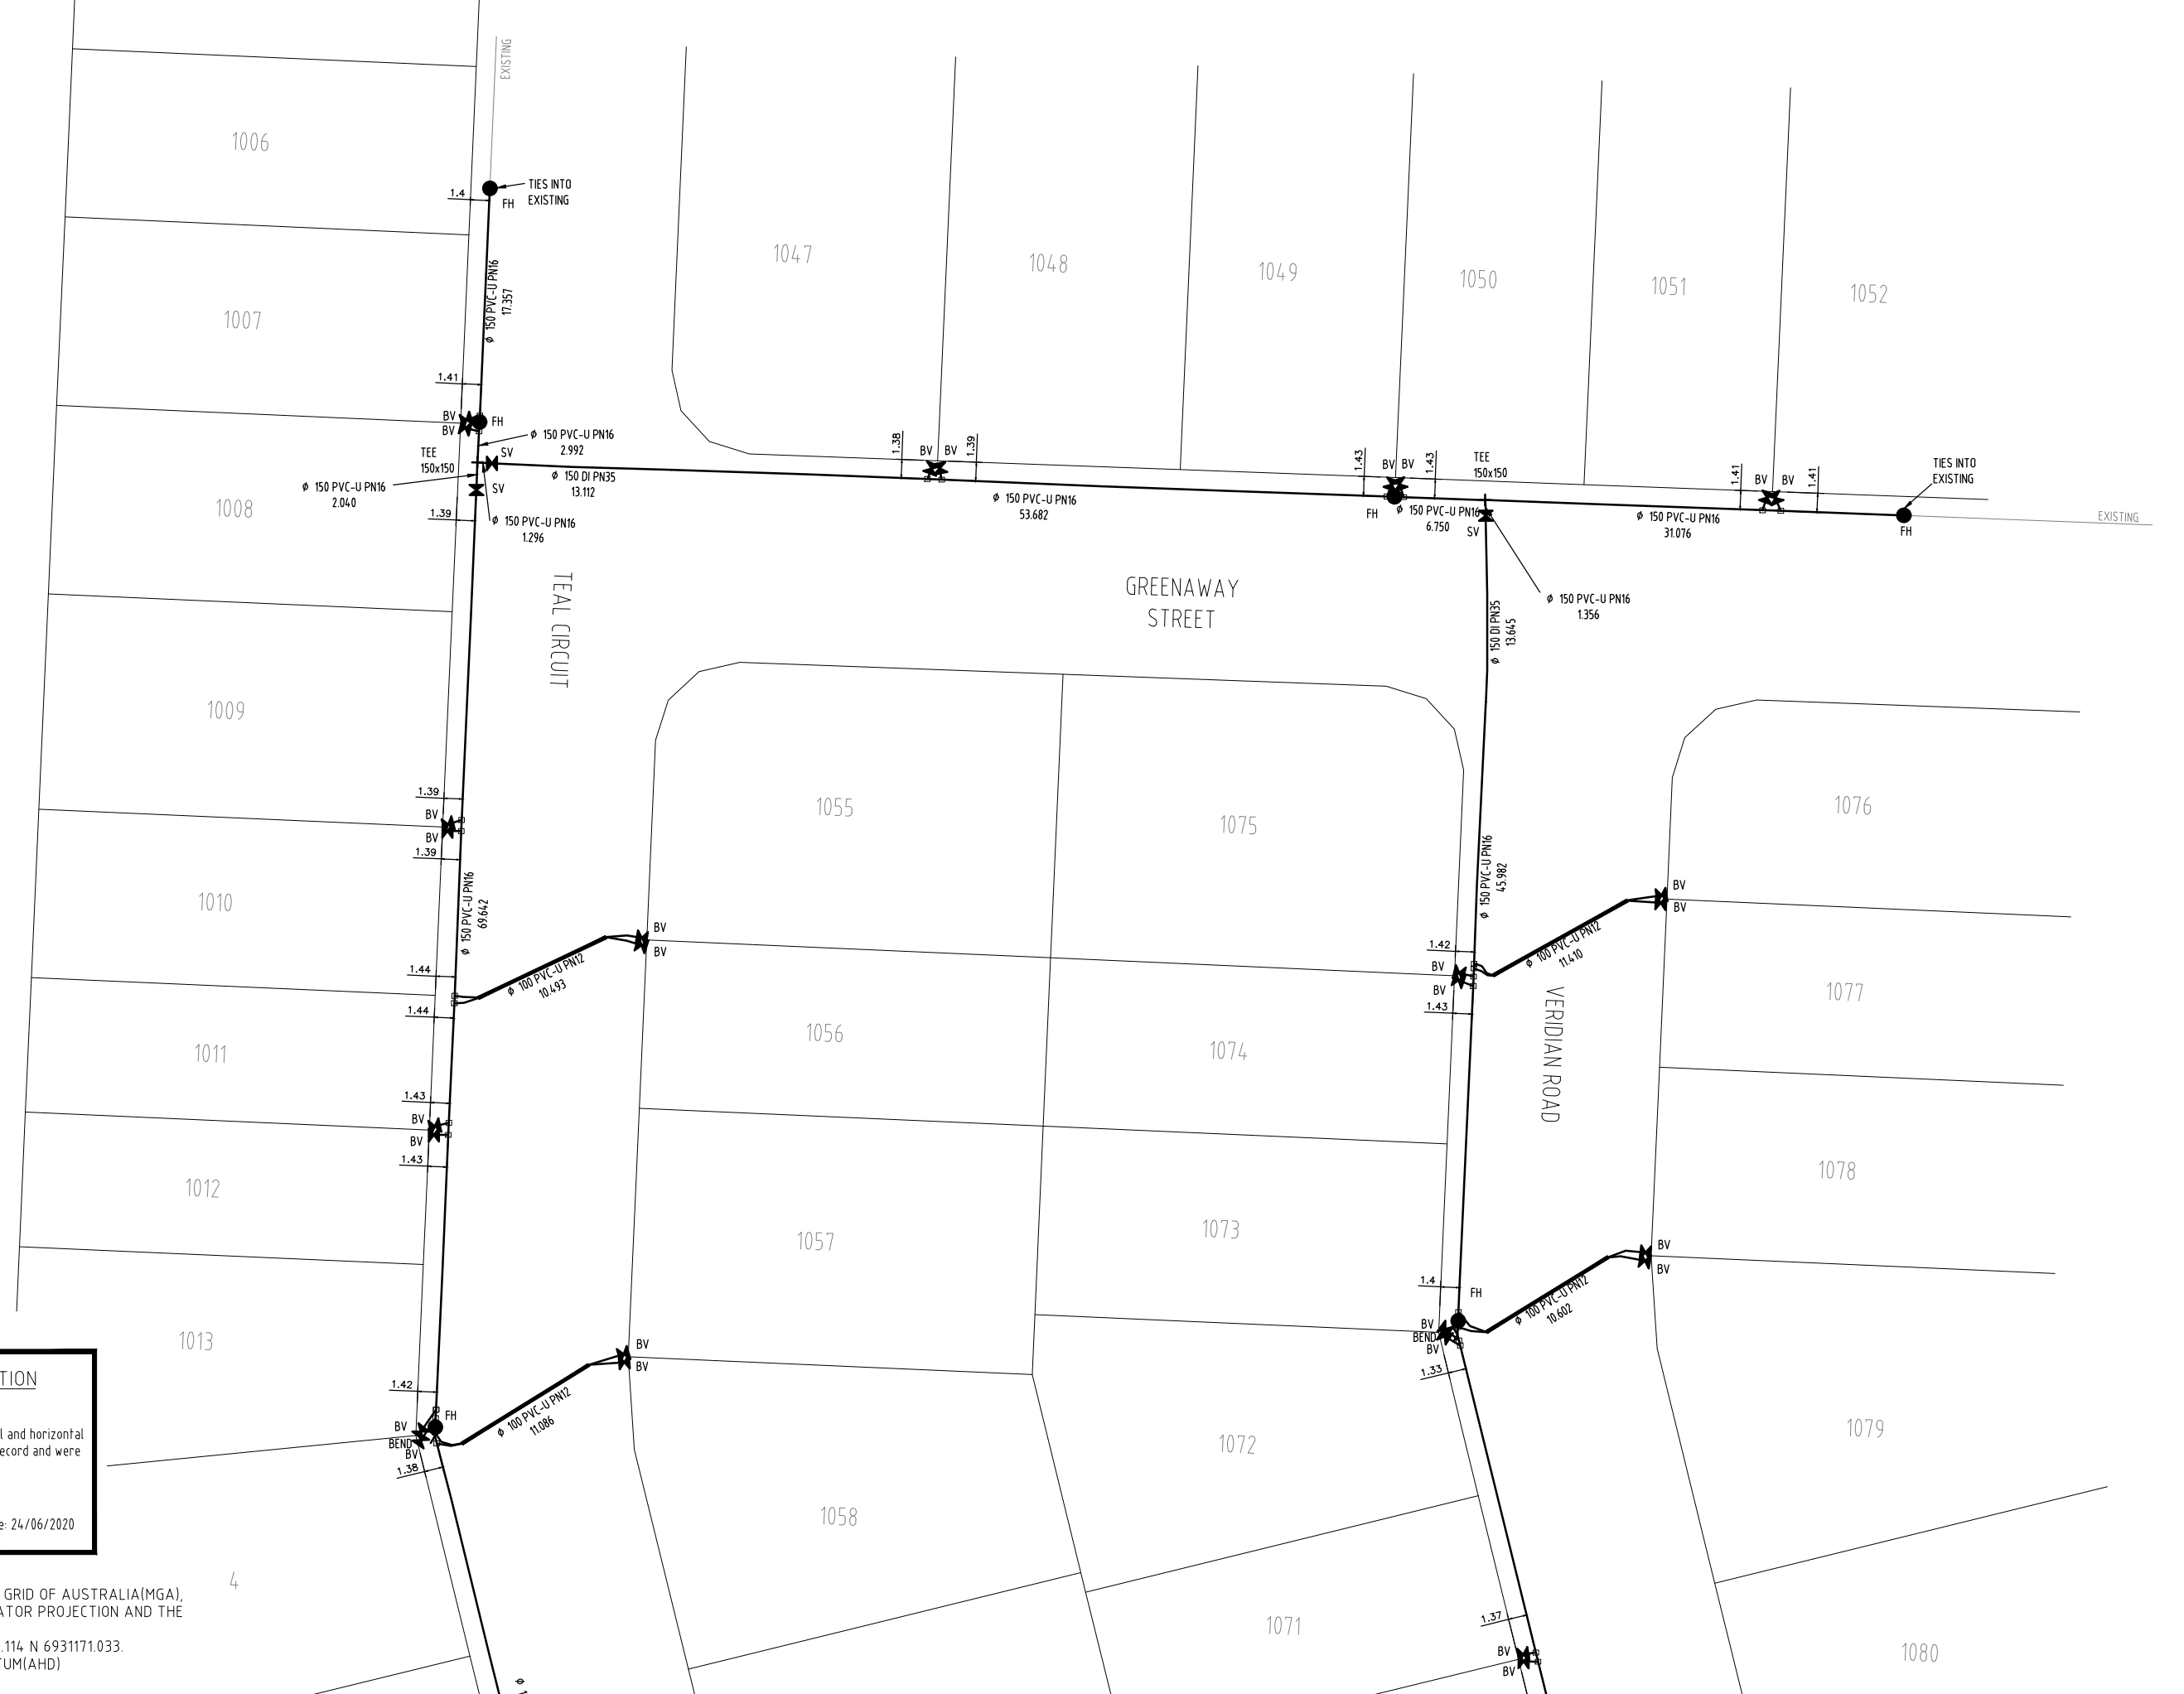 EXISTING
1006
1.4
TIES INTO
EXISTING
FH
1047
1048
1049
1050
1051
1052
ø 150 PVC-U PN16
17.357
1007
1.41
BV
BV
FH
ø 150 PVC-U PN16
2.992
TEE
150x150
SV
ø 150 DI PN35
13.112
ø 150 PVC-U PN16
2.040
SV
1.39
ø 150 PVC-U PN16
1.296
1008
1.38
BV BV
1.39
ø 150 PVC-U PN16
53.682
1.43
BV BV
1.43
FH
ø 150 PVC-U PN16
6.750
TEE
150x150
SV
ø 150 PVC-U PN16
31.076
1.41
BV BV
1.41
TIES INTO
EXISTING
FH
EXISTING
TEAL CIRCUIT
GREENAWAY
STREET
ø 150 DI PN35
13.645
ø 150 PVC-U PN16
1.356
1009
1.39
BV
BV
1.39
1055
1075
1076
ø 150 PVC-U PN16
69.642
ø 150 PVC-U PN16
45.982
1010
1.44
1.44
ø 100 PVC-U PN12
10.493
BV
BV
1.42
BV
BV
1.43
ø 100 PVC-U PN12
11.410
BV
BV
1011
1056
1074
VERIDIAN ROAD
1077
1.43
BV
BV
1.43
1012
1057
1073
1078
1.4
FH
BV
BEND
BV
1.33
ø 100 PVC-U PN12
10.602
BV
BV
1013
1.42
FH
BV
BEND
BV
1.38
ø 100 PVC-U PN12
11.086
BV
BV
TION
l and horizontal
ecord and were
e: 24/06/2020
1058
1072
1079
4
GRID OF AUSTRALIA(MGA),
ATOR PROJECTION AND THE
.114 N 6931171.033.
TUM(AHD)
1071
1.37
BV
BV
1080
ø 1